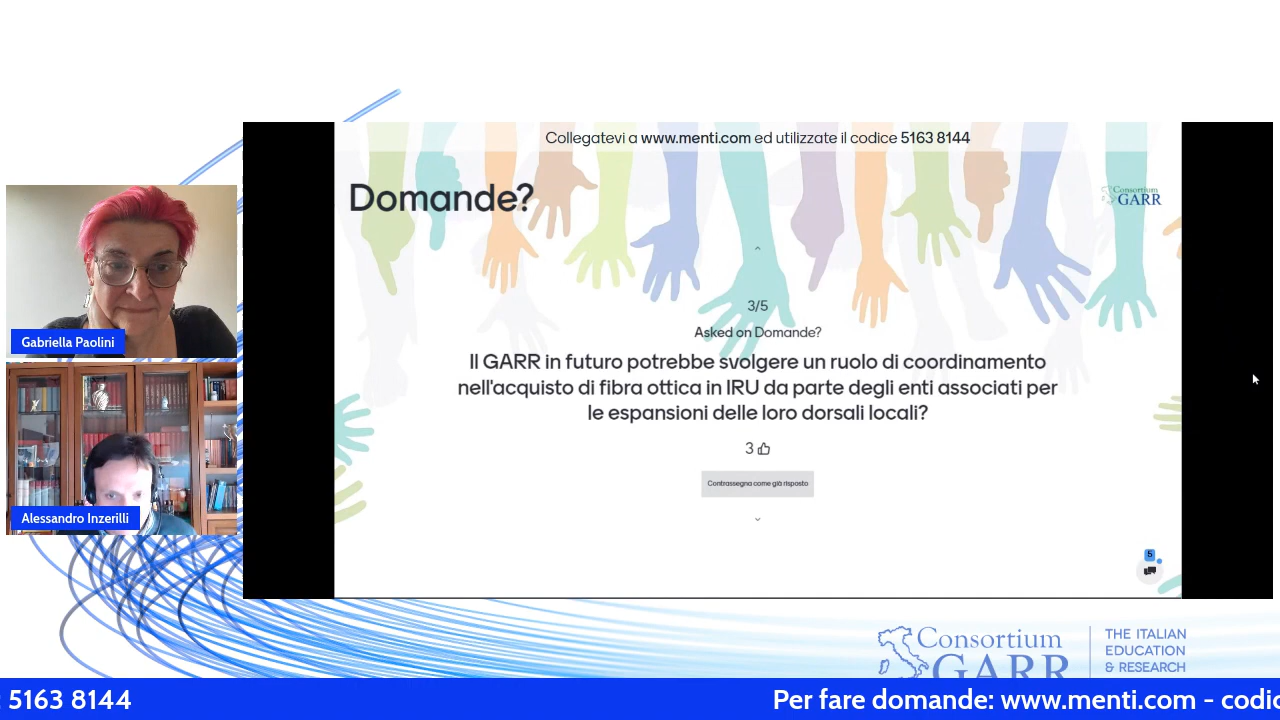 Collegatevi a www.menti.com ed utilizzate il codice 5163 8144
Domande?
Consortium
GARR
3/5
Asked on Domande?
Il GARR in futuro potrebbe svolgere un ruolo di coordinamento
nell'acquisto di fibra ottica in IRU da parte degli enti associati per
le espansioni delle loro dorsali locali?
3
Contrassegna come già risposto
5
Gabriella Paolini
Alessandro Inzerilli
Consortium
GARR
THE ITALIAN
EDUCATION
& RESEARCH
: 5163 8144
Per fare domande: www.menti.com - codic